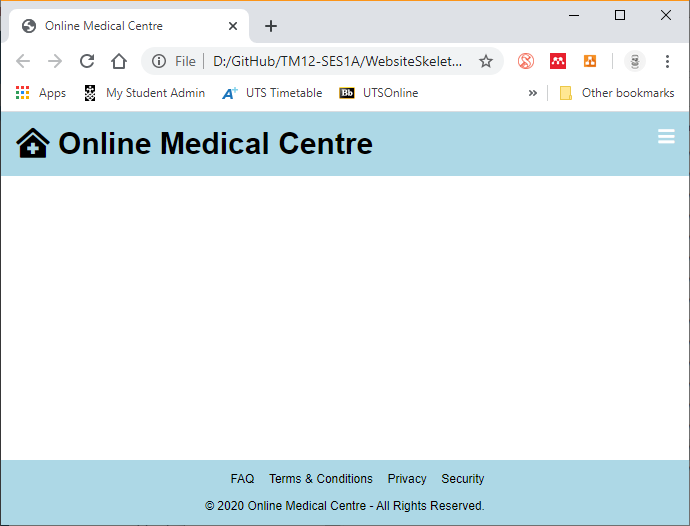 Online Medical Centre
File D:/GitHub/TM12-SES1A/WebsiteSkelet...
Apps My Student Admin A+ UTS Timetable Bb UTSOnline » Other bookmarks
Online Medical Centre
FAQ Terms & Conditions Privacy Security
© 2020 Online Medical Centre - All Rights Reserved.